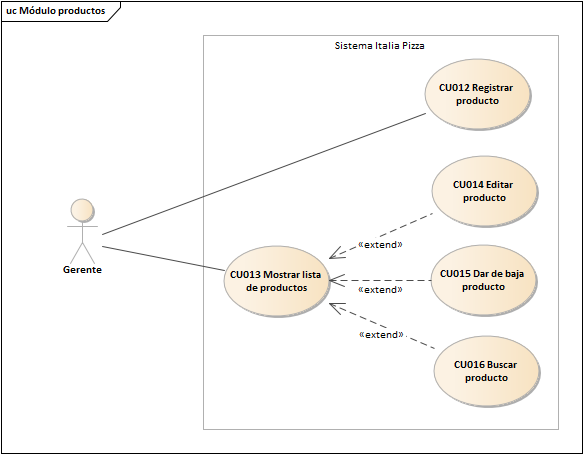 uc Módulo productos
Sistema Italia Pizza
CU012 Registrar
producto
CU014 Editar
producto
«extend»
Gerente
CU013 Mostrar lista
de productos
CU015 Dar de baja
producto
«extend»
«extend»
CU016 Buscar
producto